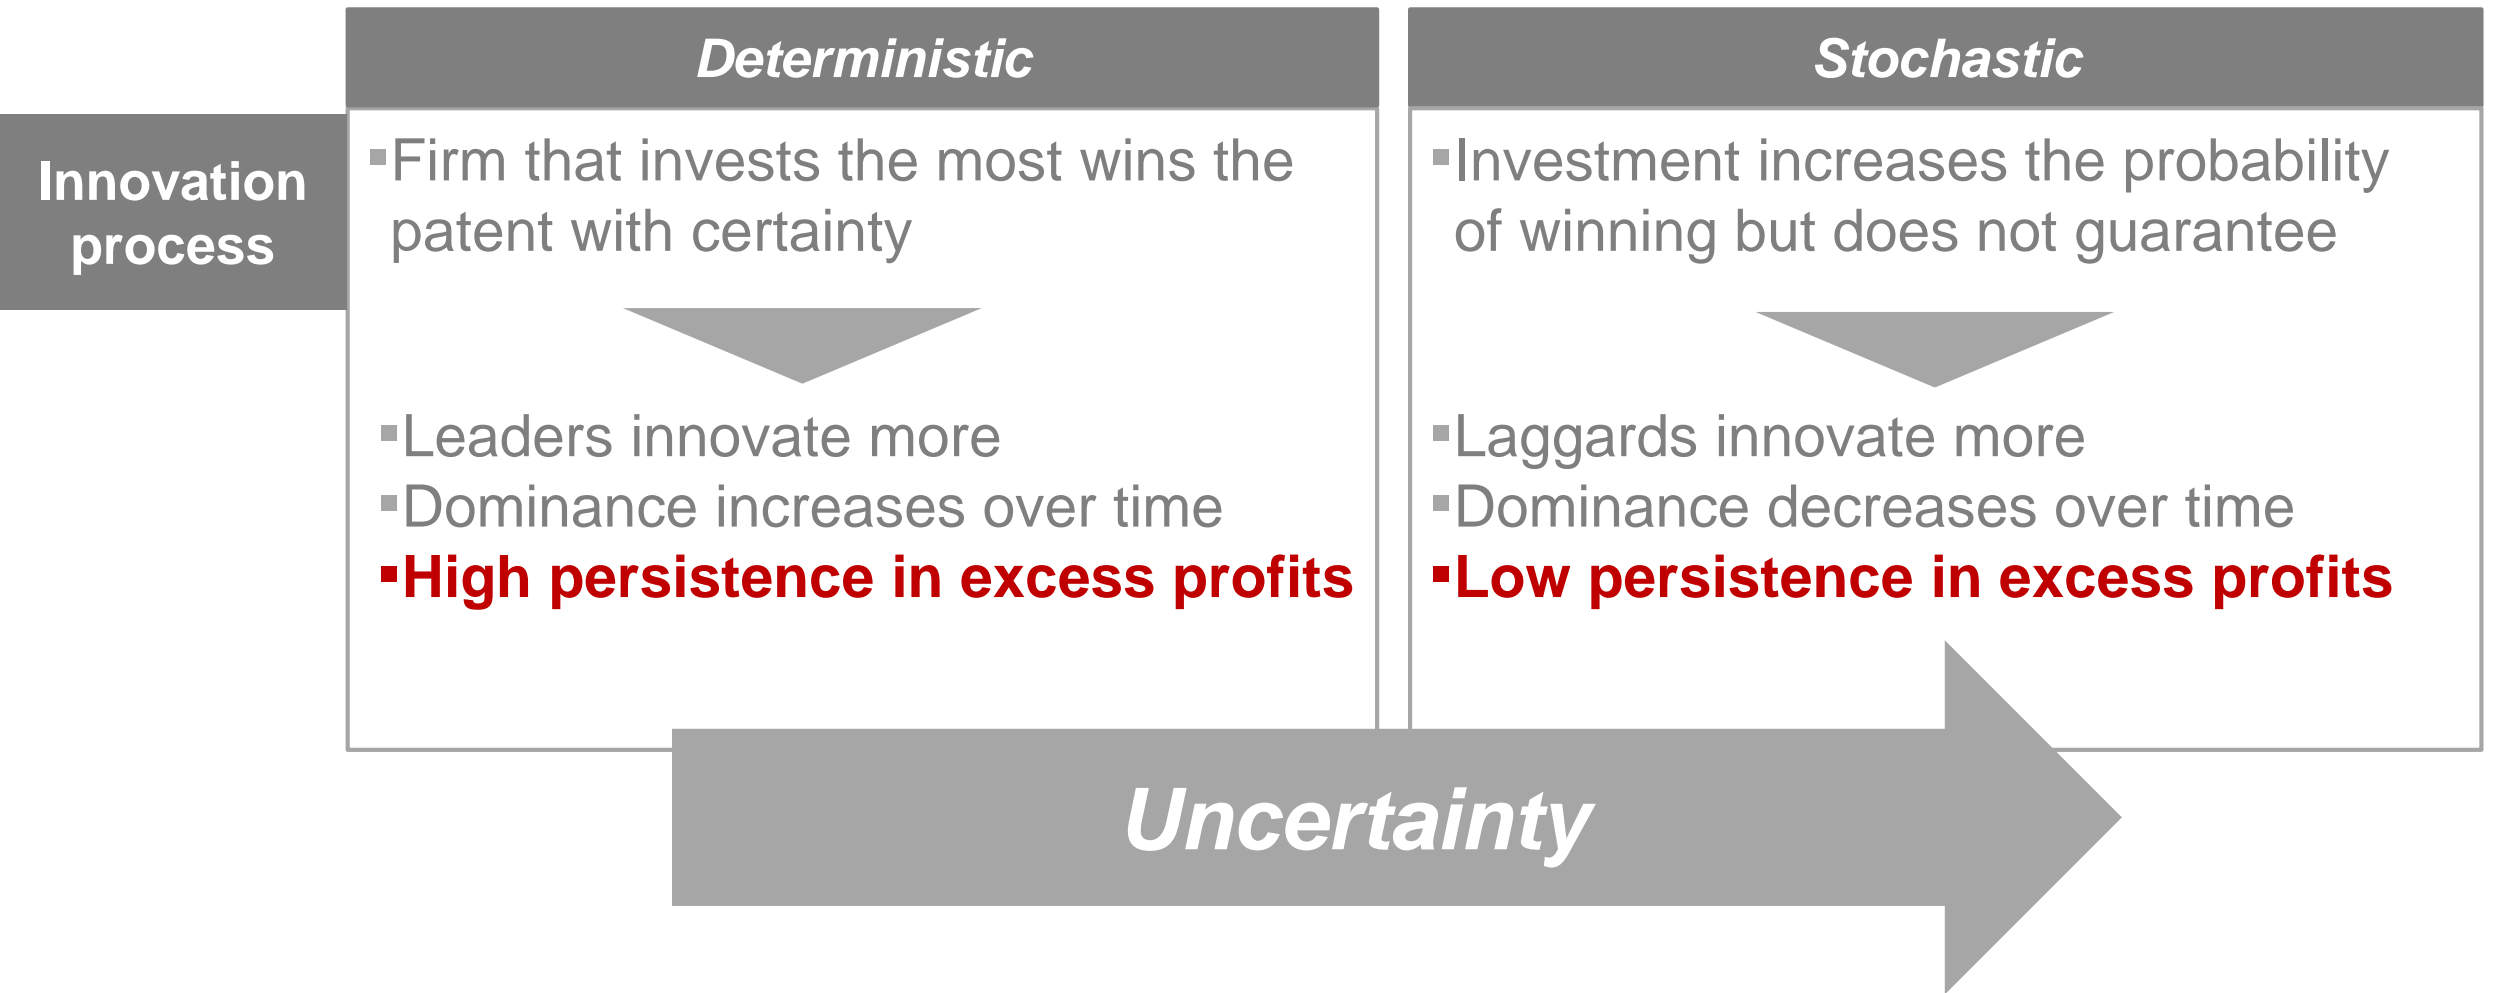 Deterministic
Stochastic
Innovation
process
Firm that invests the most wins the
patent with certainty
Investment increases the probability
of winning but does not guarantee
Leaders innovate more
Dominance increases over time
High persistence in excess profits
Laggards innovate more
Dominance decreases over time
Low persistence in excess profits
Uncertainty